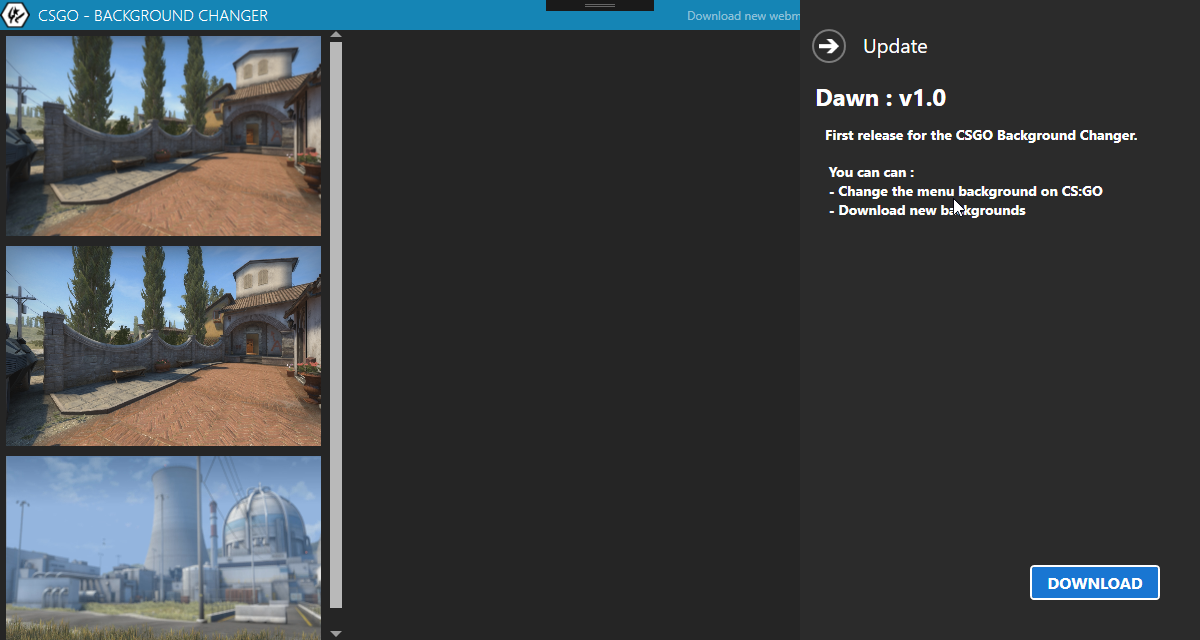 CSGO - BACKGROUND CHANGER
Download new webm
Update
Dawn : v1.0
First release for the CSGO Background Changer.
You can can :
- Change the menu background on CS:GO
- Download new backgrounds
DOWNLOAD